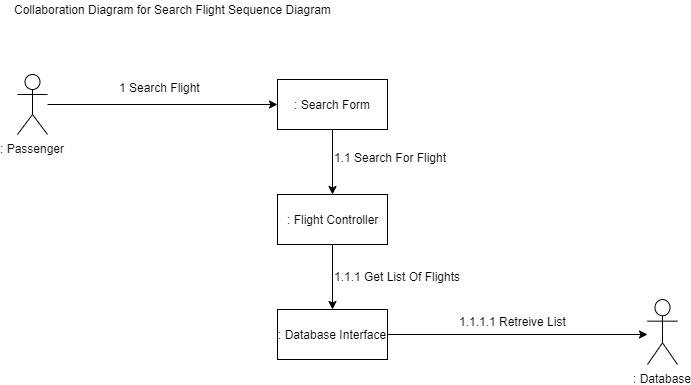 Collaboration Diagram for Search Flight Sequence Diagram
1 Search Flight
: Search Form
: Passenger
1.1 Search For Flight
: Flight Controller
1.1.1 Get List Of Flights
1.1.1.1 Retreive List
: Database Interface
: Database